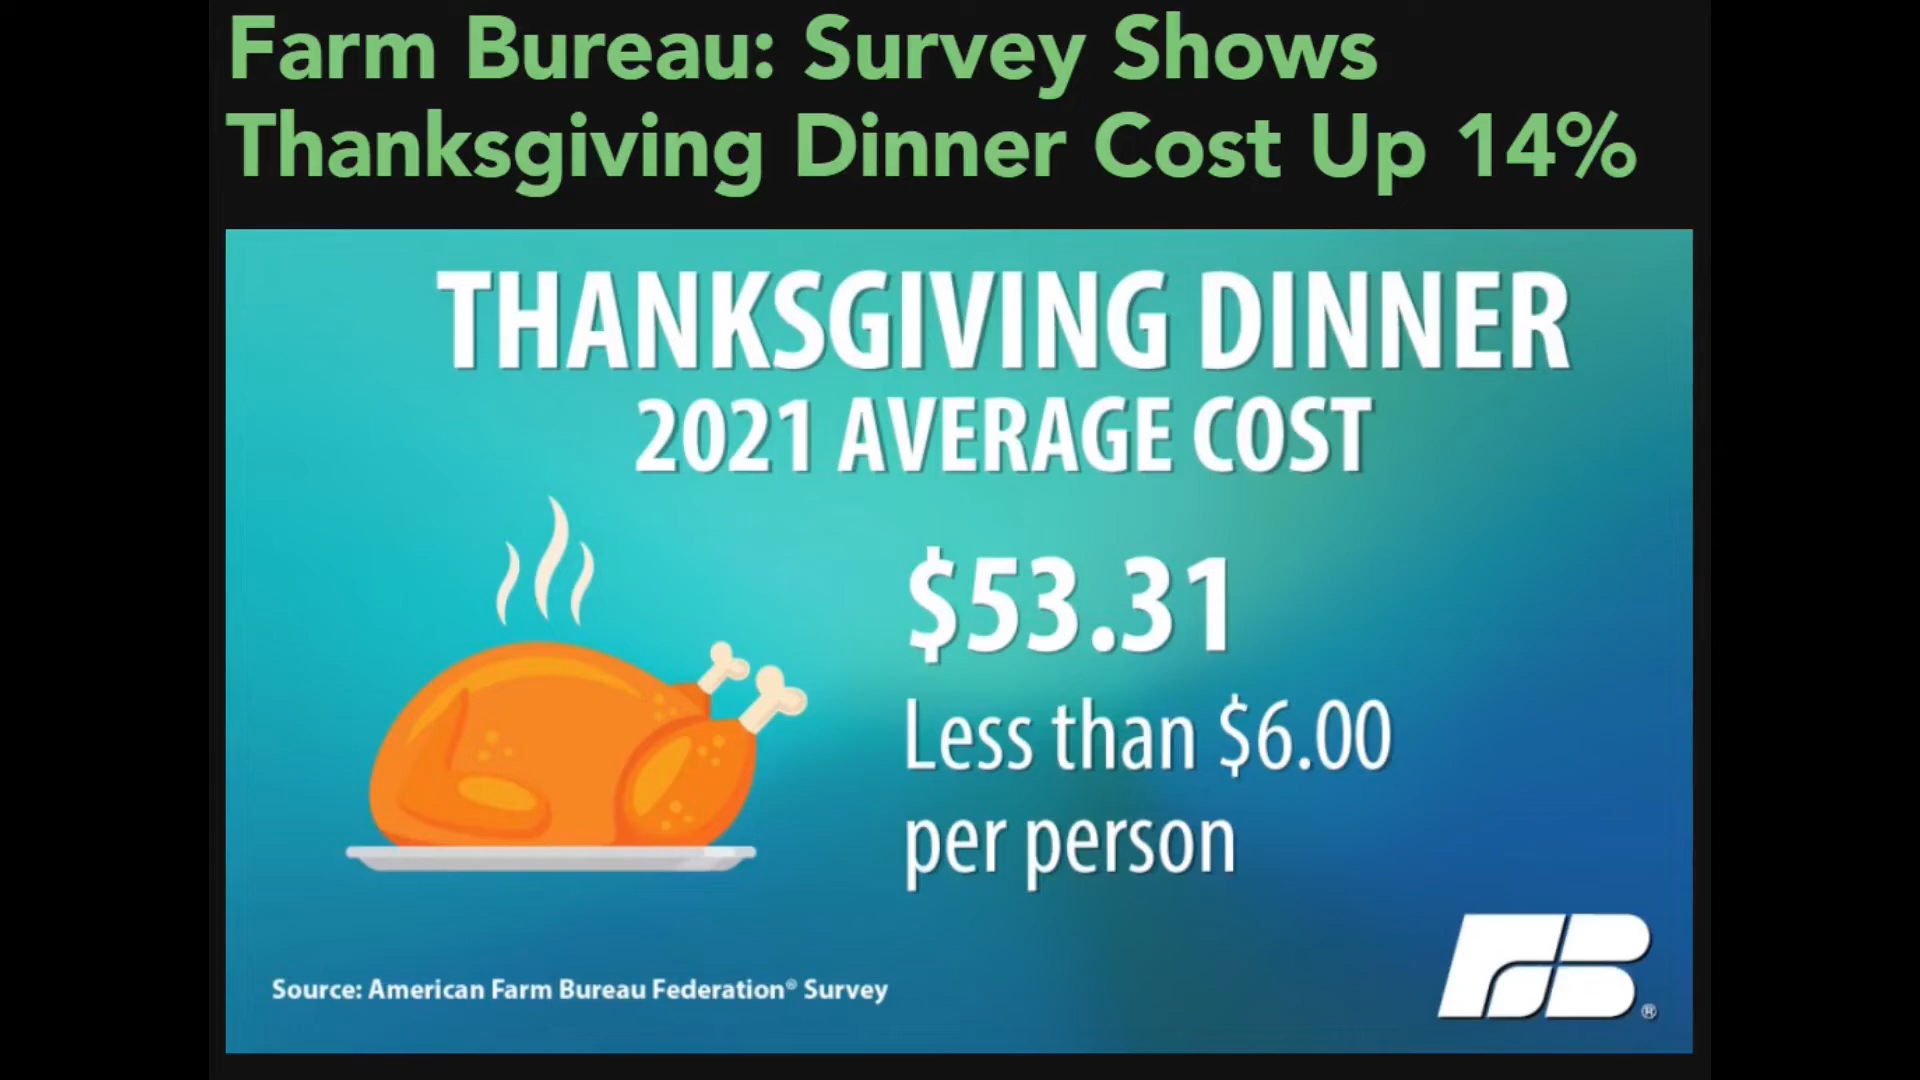 Farm Bureau: Survey Shows
Thanksgiving Dinner Cost Up 14%
THANKSGIVING DINNER
2021 AVERAGE COST
$53.31
Less than $6.00
per person
Source: American Farm Bureau Federation® Survey
FB®